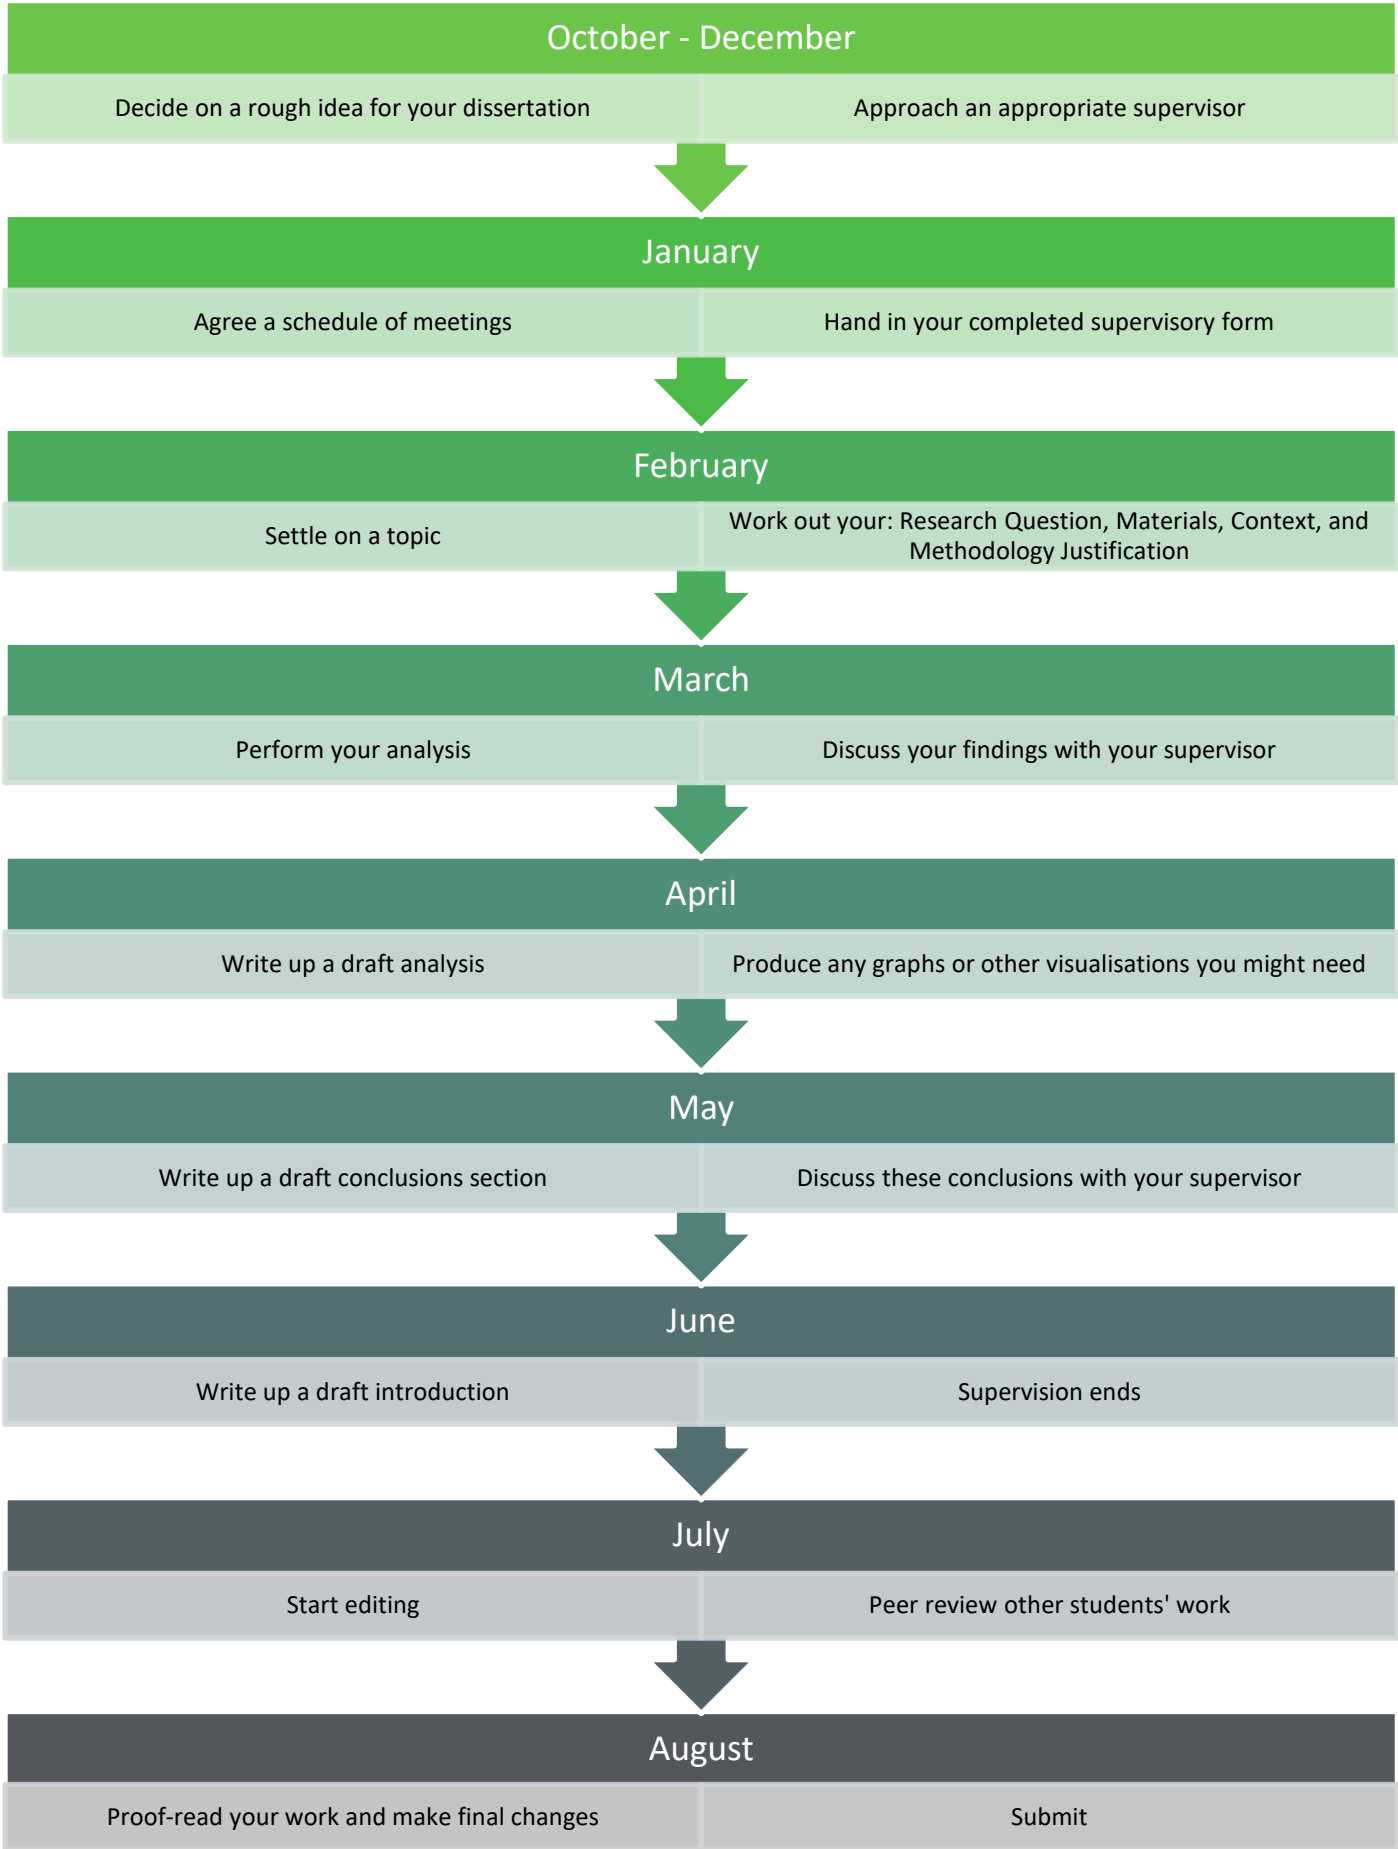 October - December
Decide on a rough idea for your dissertation
Approach an appropriate supervisor
January
Agree a schedule of meetings
Hand in your completed supervisory form
February
Settle on a topic
Work out your: Research Question, Materials, Context, and
Methodology Justification
March
Perform your analysis
Discuss your findings with your supervisor
April
Write up a draft analysis
Produce any graphs or other visualisations you might need
May
Write up a draft conclusions section
Discuss these conclusions with your supervisor
June
Write up a draft introduction
Supervision ends
July
Start editing
Peer review other students' work
August
Proof-read your work and make final changes
Submit